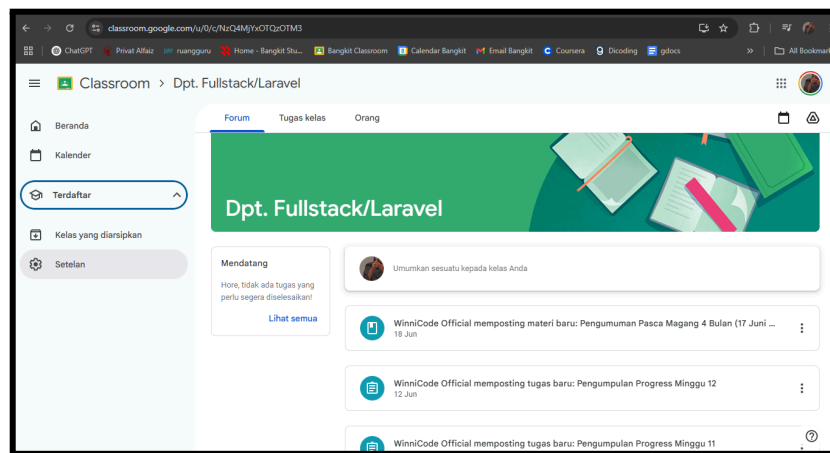 classroom.google.com/u/0/c/NzQ4MjYxOTQzOTM3
ChatGPT Privat Alfaiz ruangguru Home - Bangkit Stu... Bangkit Classroom Calendar Bangkit Email Bangkit Coursera Dicoding gdocs » All Bookmark
Classroom > Dpt. Fullstack/Laravel
Forum Tugas kelas Orang
Beranda
Kalender
Terdaftar
Kelas yang diarsipkan
Setelan
Dpt. Fullstack/Laravel
Mendatang
Hore, tidak ada tugas yang
perlu segera diselesaikan!
Lihat semua
Umumkan sesuatu kepada kelas Anda
WinniCode Official memposting materi baru: Pengumuman Pasca Magang 4 Bulan (17 Juni ...
18 Jun
WinniCode Official memposting tugas baru: Pengumpulan Progress Minggu 12
12 Jun
WinniCode Official memposting tugas baru: Pengumpulan Progress Minggu 11